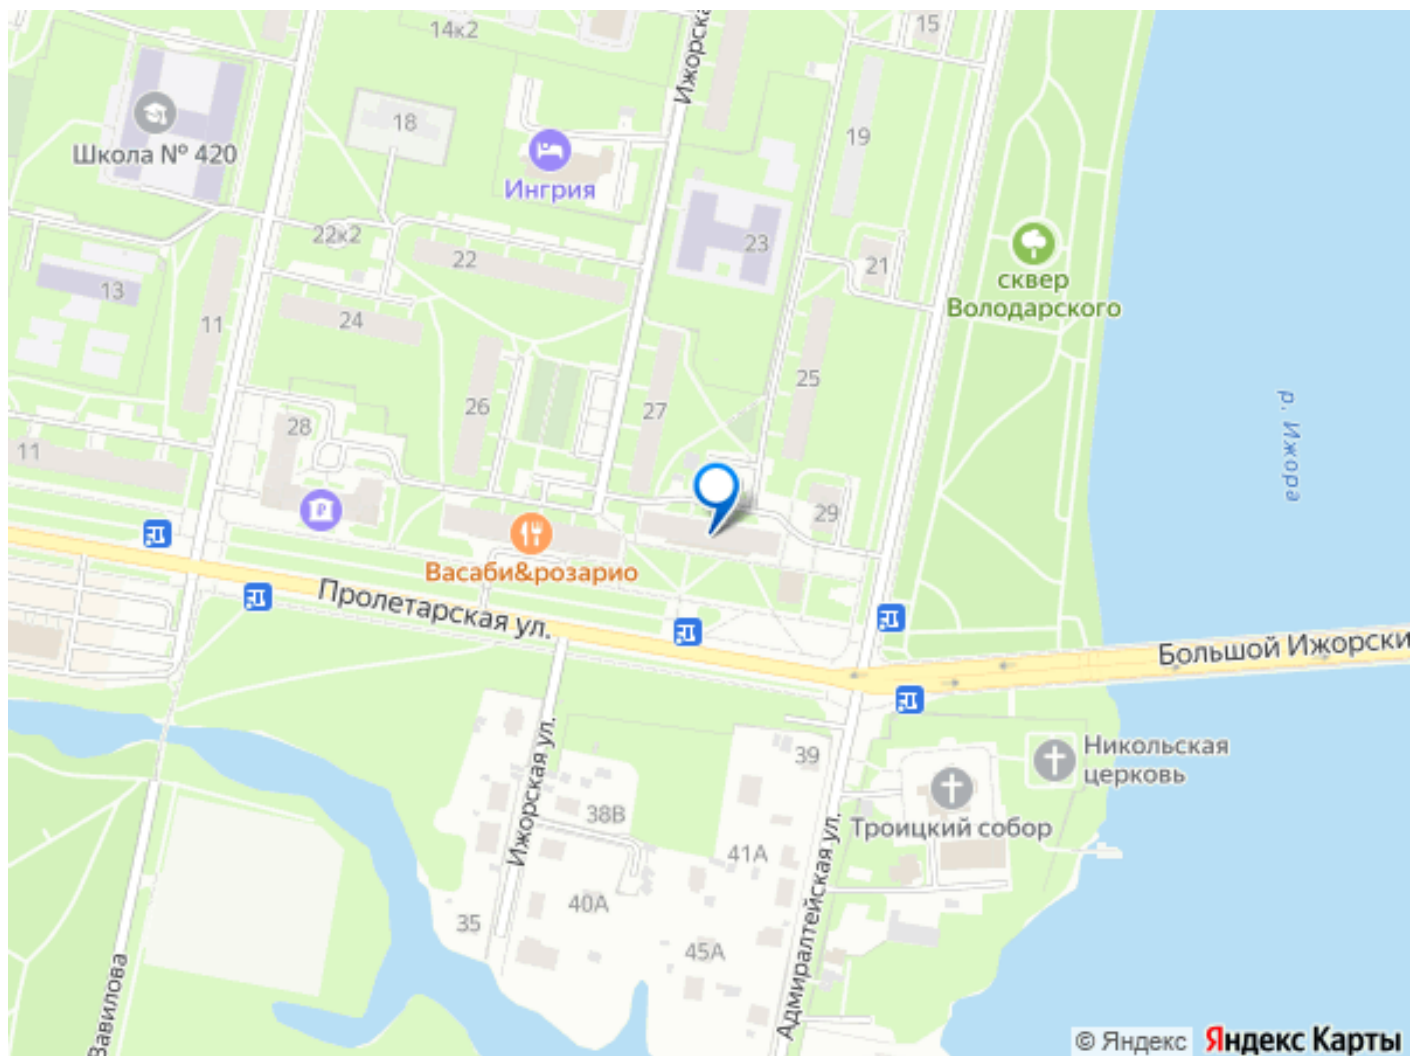 15
14к2
Ижорска
18
19
Школа № 420
Ингрия
22к2
23
22
21
сквер
Володарского
13
11
24
25
26
27
28
11
р. Ижора
29
Васаби&розарио
Пролетарская ул.
Большой Ижорски
Ижорская ул.
39
Никольская
церковь
38В
Троицкий собор
41А
40А
35
45А
Адмиралтейская ул.
Вавилова
© Яндекс Яндекс Карты